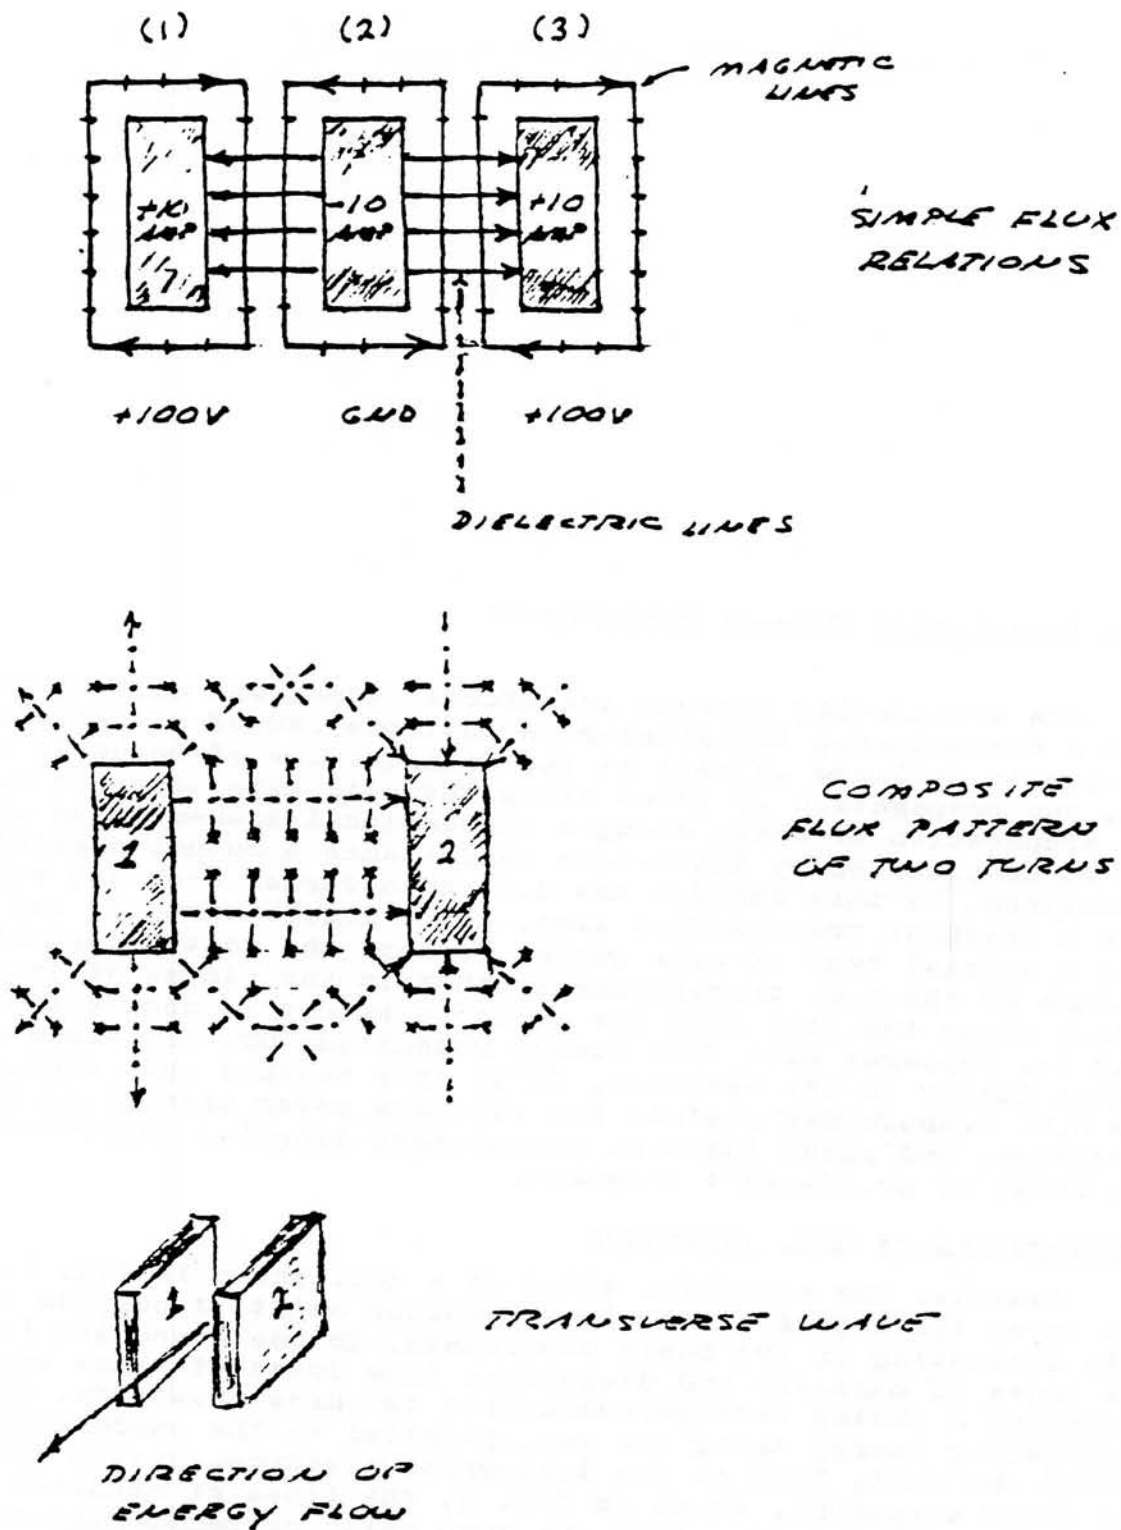 (1) (2) (3)
MAGNETIC
LINES
+10 -10 +10
AMP AMP AMP
SIMPLE FLUX
RELATIONS
+100V GND +100V
DIELECTRIC LINES
1 2
COMPOSITE
FLUX PATTERN
OF TWO TURNS
1 2
TRANSVERSE WAVE
DIRECTION OF
ENERGY FLOW